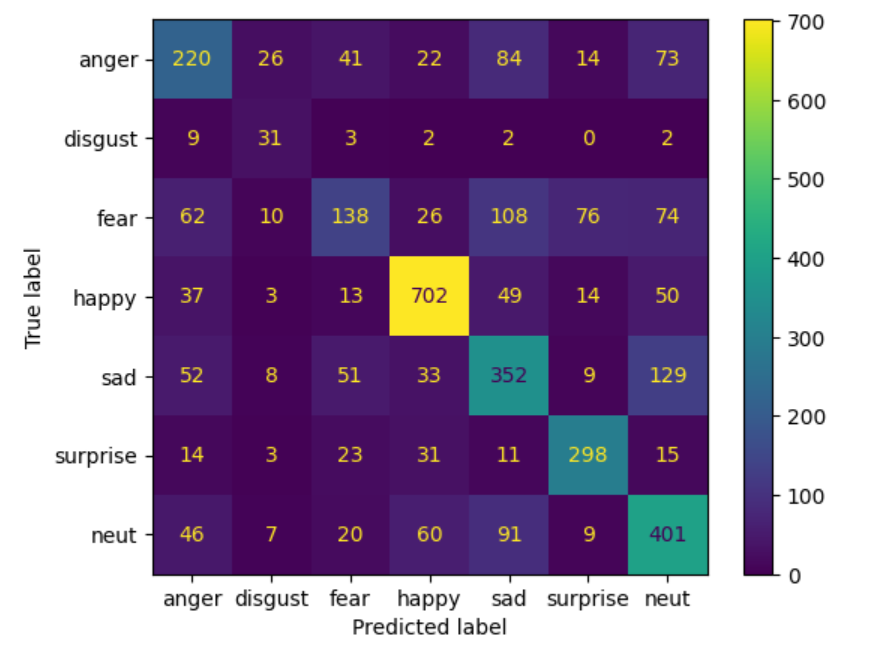 anger 220 26 41 22 84 14 73
disgust 9 31 3 2 2 0 2
fear 62 10 138 26 108 76 74
happy 37 3 13 702 49 14 50
sad 52 8 51 33 352 9 129
surprise 14 3 23 31 11 298 15
neut 46 7 20 60 91 9 401
anger disgust fear happy sad surprise neut
Predicted label
True label
700
600
500
400
300
200
100
0